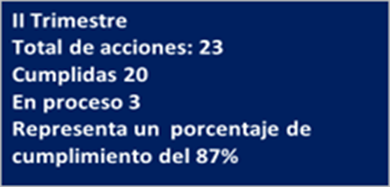 II Trimestre
Total de acciones: 23
Cumplidas 20
En proceso 3
Representa un porcentaje de
cumplimiento del 87%